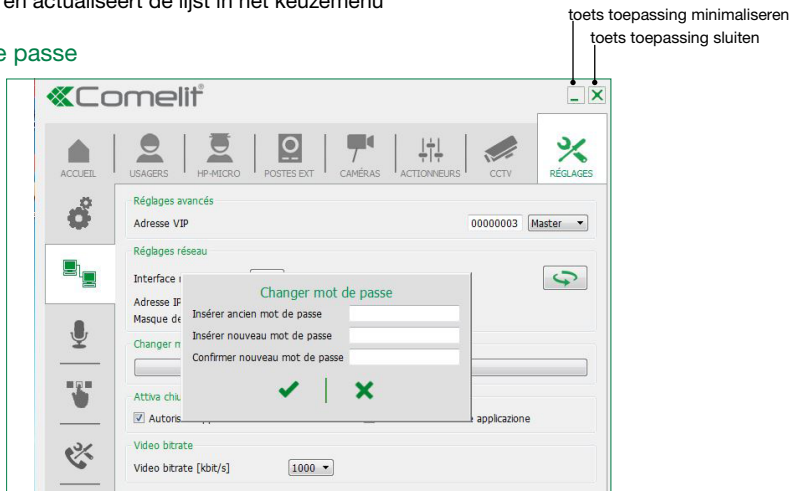 en actualiseert de lijst in het keuzemenu
toets toepassing minimaliseren
toets toepassing sluiten
e passe
Comelit
ACCUEIL
USAGERS
HP-MICRO
POSTES EXT
CAMÉRAS
ACTIONNEURS
CCTV
RÉGLAGES
Réglages avancés
Adresse VIP 00000003 Master
Réglages réseau
Interface
Adresse IP
Masque de
Changer mot de passe
Insérer ancien mot de passe
Insérer nouveau mot de passe
Confirmer nouveau mot de passe
Changer m
Attiva chiu
Autoris applicazione
Video bitrate
Video bitrate [kbit/s] 1000